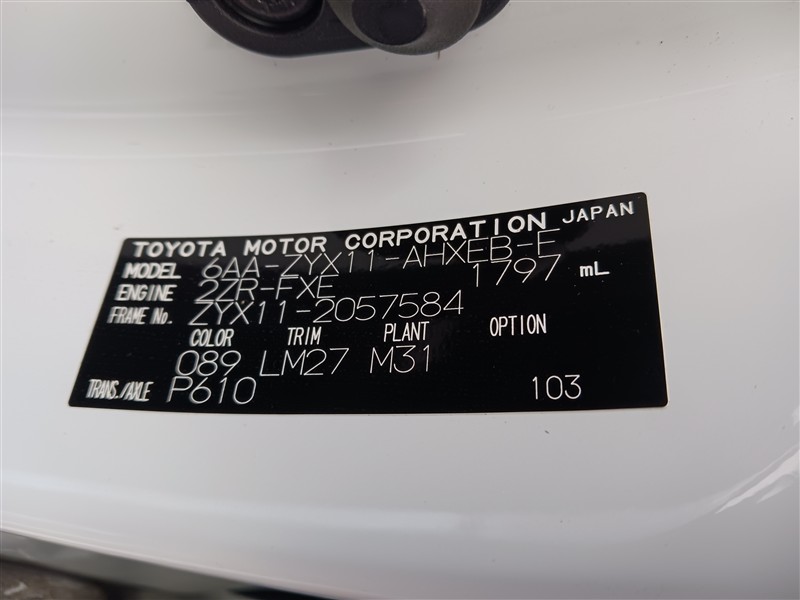 TOYOTA MOTOR CORPORATION JAPAN
MODEL 6AA-ZYX11-AHXEB-E
ENGINE 2ZR-FXE 1797 mL
FRAME No. ZYX11-2057584
COLOR TRIM PLANT OPTION
089 LM27 M31
TRANS./AXLE P610 103